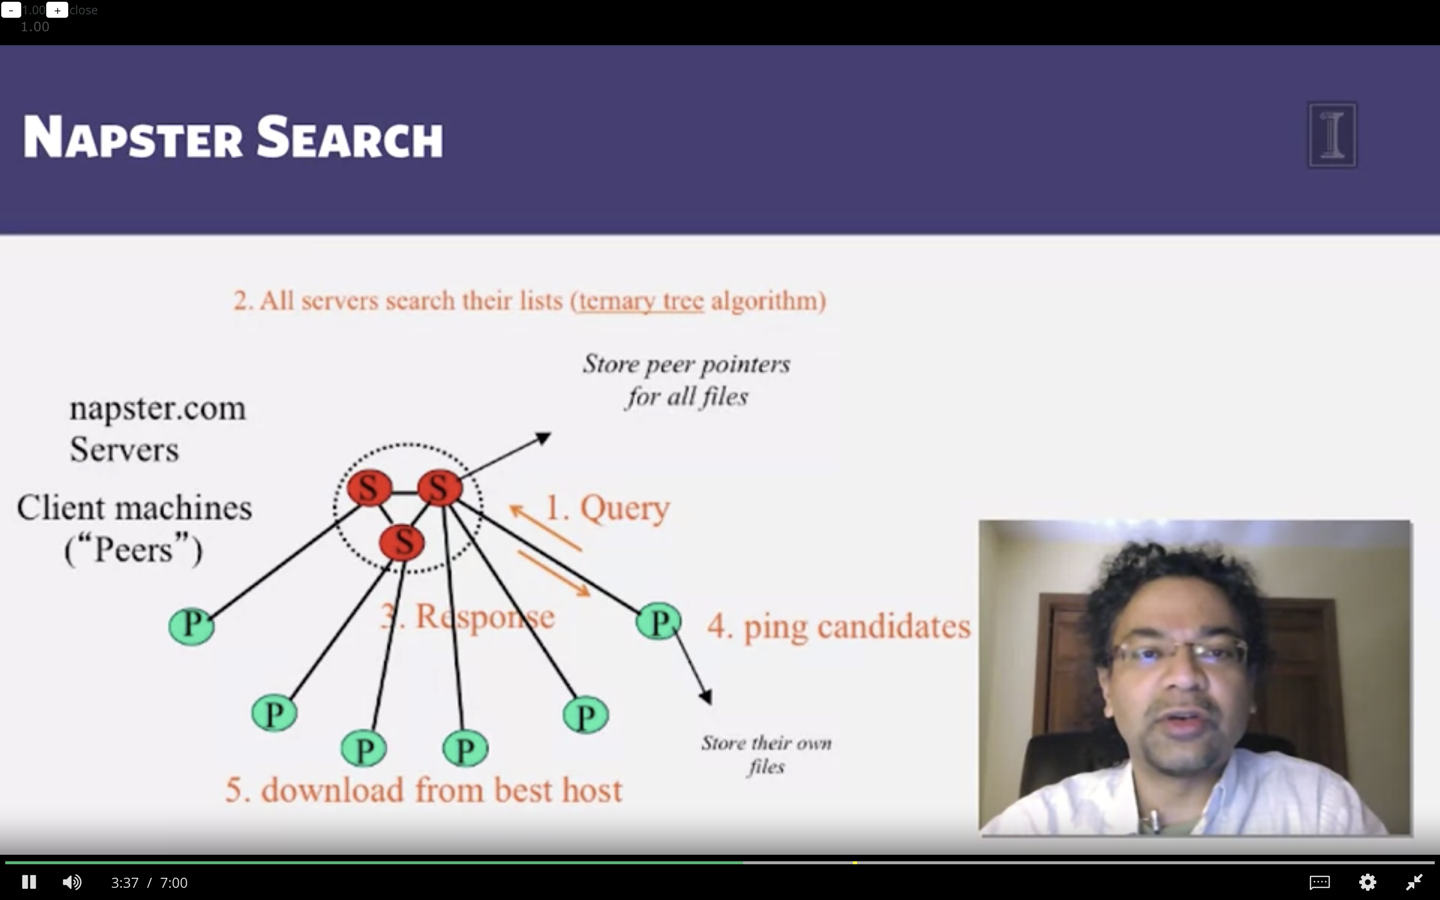 - 1.00 + close
1.00
NAPSTER SEARCH
I
2. All servers search their lists (ternary tree algorithm)
Store peer pointers
for all files
napster.com
Servers
S S
Client machines
1. Query
("Peers")
S
3. Response
P
P
4. ping candidates
P
P
P
P
Store their own
files
5. download from best host
3:37 / 7:00